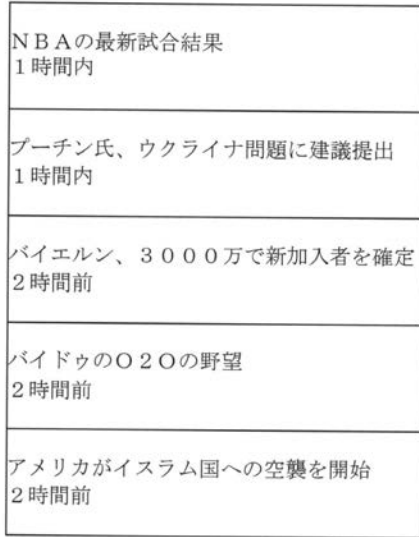 NBAの最新試合結果
1時間内
プーチン氏、ウクライナ問題に建議提出
1時間内
バイエルン、3000万で新加入者を確定
2時間前
バイドゥのO2Oの野望
2時間前
アメリカがイスラム国への空襲を開始
2時間前